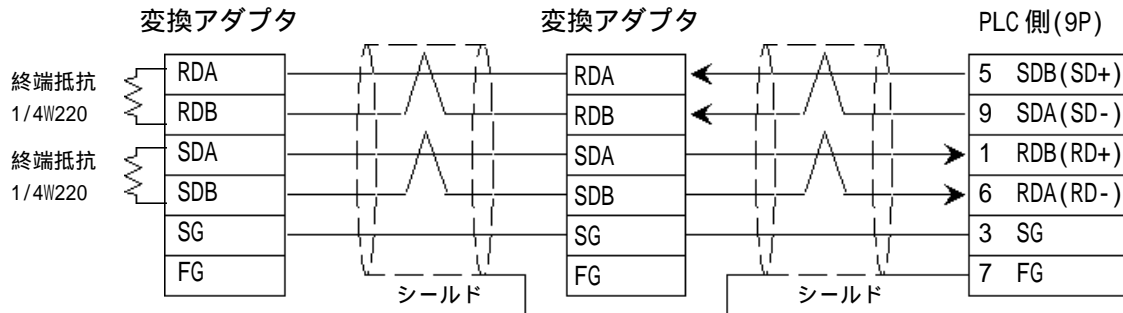 変換アダプタ 変換アダプタ PLC側(9P)
終端抵抗
1/4W220
終端抵抗
1/4W220
RDA RDA 5 SDB(SD+)
RDB RDB 9 SDA(SD-)
SDA SDA 1 RDB(RD+)
SDB SDB 6 RDA(RD-)
SG SG 3 SG
FG FG 7 FG
シールド シールド